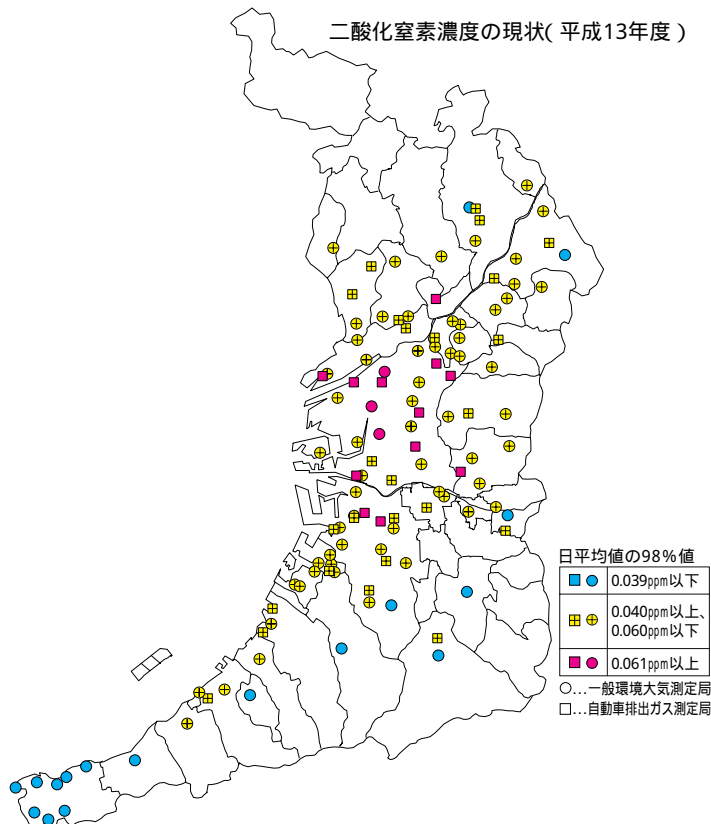 二酸化窒素濃度の現状( 平成13年度 )
日平均値の98%値
0.039ppm以下
0.040ppm以上、
0.060ppm以下
0.061ppm以上
○…一般環境大気測定局
□…自動車排出ガス測定局